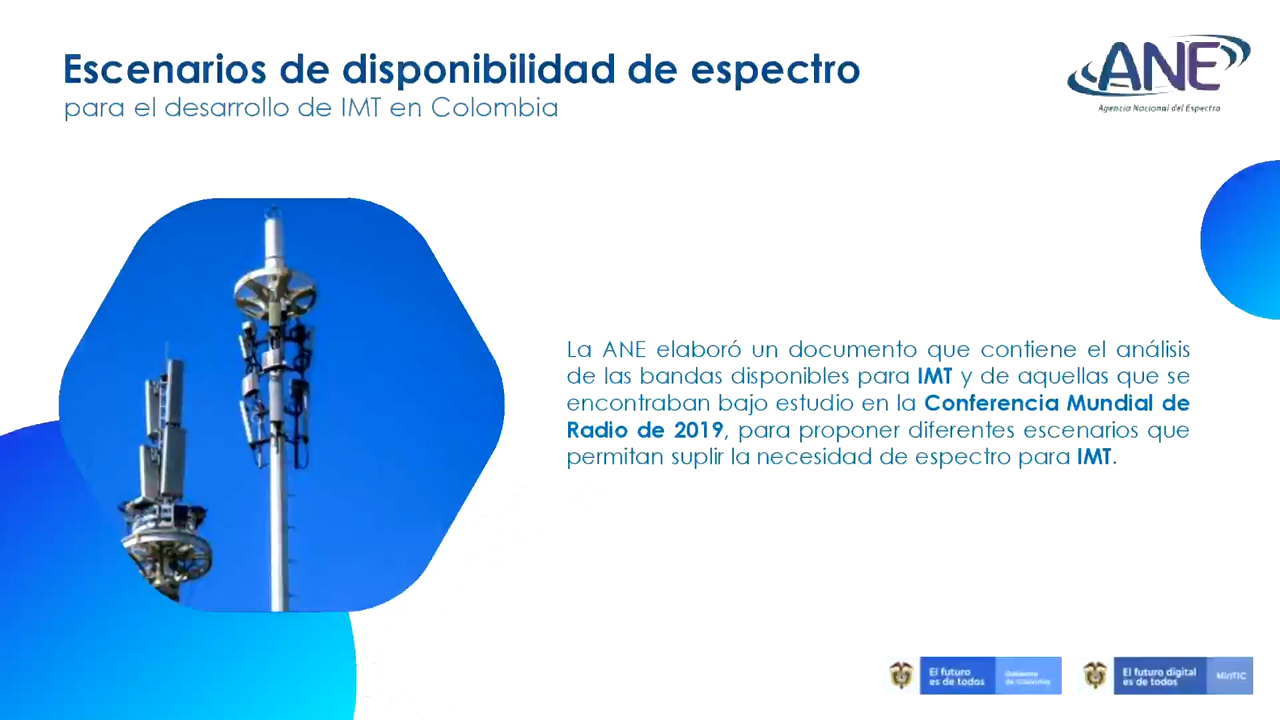 Escenarios de disponibilidad de espectro
para el desarrollo de IMT en Colombia
ANE
Agencia Nacional del Espectro
La ANE elaboró un documento que contiene el análisis
de las bandas disponibles para IMT y de aquellas que se
encontraban bajo estudio en la Conferencia Mundial de
Radio de 2019, para proponer diferentes escenarios que
permitan suplir la necesidad de espectro para IMT.
El futuro
es de todos
Gobierno
de Colombia
El futuro digital
es de todos
MinTIC